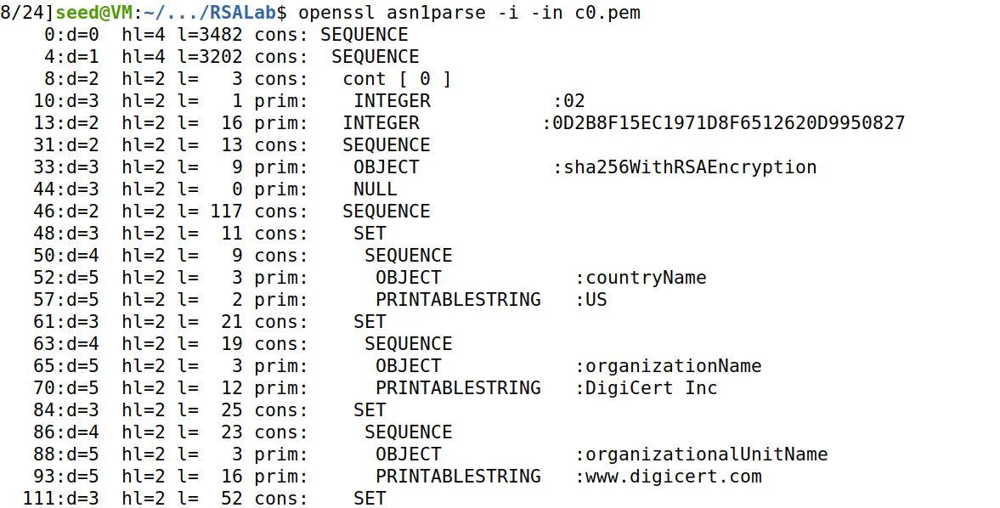 8/24]seed@VM:~/.../RSALab$ openssl asn1parse -i -in c0.pem
    0:d=0  hl=4 l=3482 cons: SEQUENCE
    4:d=1  hl=4 l=3202 cons:  SEQUENCE
    8:d=2  hl=2 l=   3 cons:   cont [ 0 ]
   10:d=3  hl=2 l=   1 prim:    INTEGER           :02
   13:d=2  hl=2 l=  16 prim:   INTEGER           :0D2B8F15EC1971D8F6512620D9950827
   31:d=2  hl=2 l=  13 cons:   SEQUENCE
   33:d=3  hl=2 l=   9 prim:    OBJECT            :sha256WithRSAEncryption
   44:d=3  hl=2 l=   0 prim:    NULL
   46:d=2  hl=2 l= 117 cons:   SEQUENCE
   48:d=3  hl=2 l=  11 cons:    SET
   50:d=4  hl=2 l=   9 cons:     SEQUENCE
   52:d=5  hl=2 l=   3 prim:      OBJECT            :countryName
   57:d=5  hl=2 l=   2 prim:      PRINTABLESTRING   :US
   61:d=3  hl=2 l=  21 cons:    SET
   63:d=4  hl=2 l=  19 cons:     SEQUENCE
   65:d=5  hl=2 l=   3 prim:      OBJECT            :organizationName
   70:d=5  hl=2 l=  12 prim:      PRINTABLESTRING   :DigiCert Inc
   84:d=3  hl=2 l=  25 cons:    SET
   86:d=4  hl=2 l=  23 cons:     SEQUENCE
   88:d=5  hl=2 l=   3 prim:      OBJECT            :organizationalUnitName
   93:d=5  hl=2 l=  16 prim:      PRINTABLESTRING   :www.digicert.com
  111:d=3  hl=2 l=  52 cons:    SET